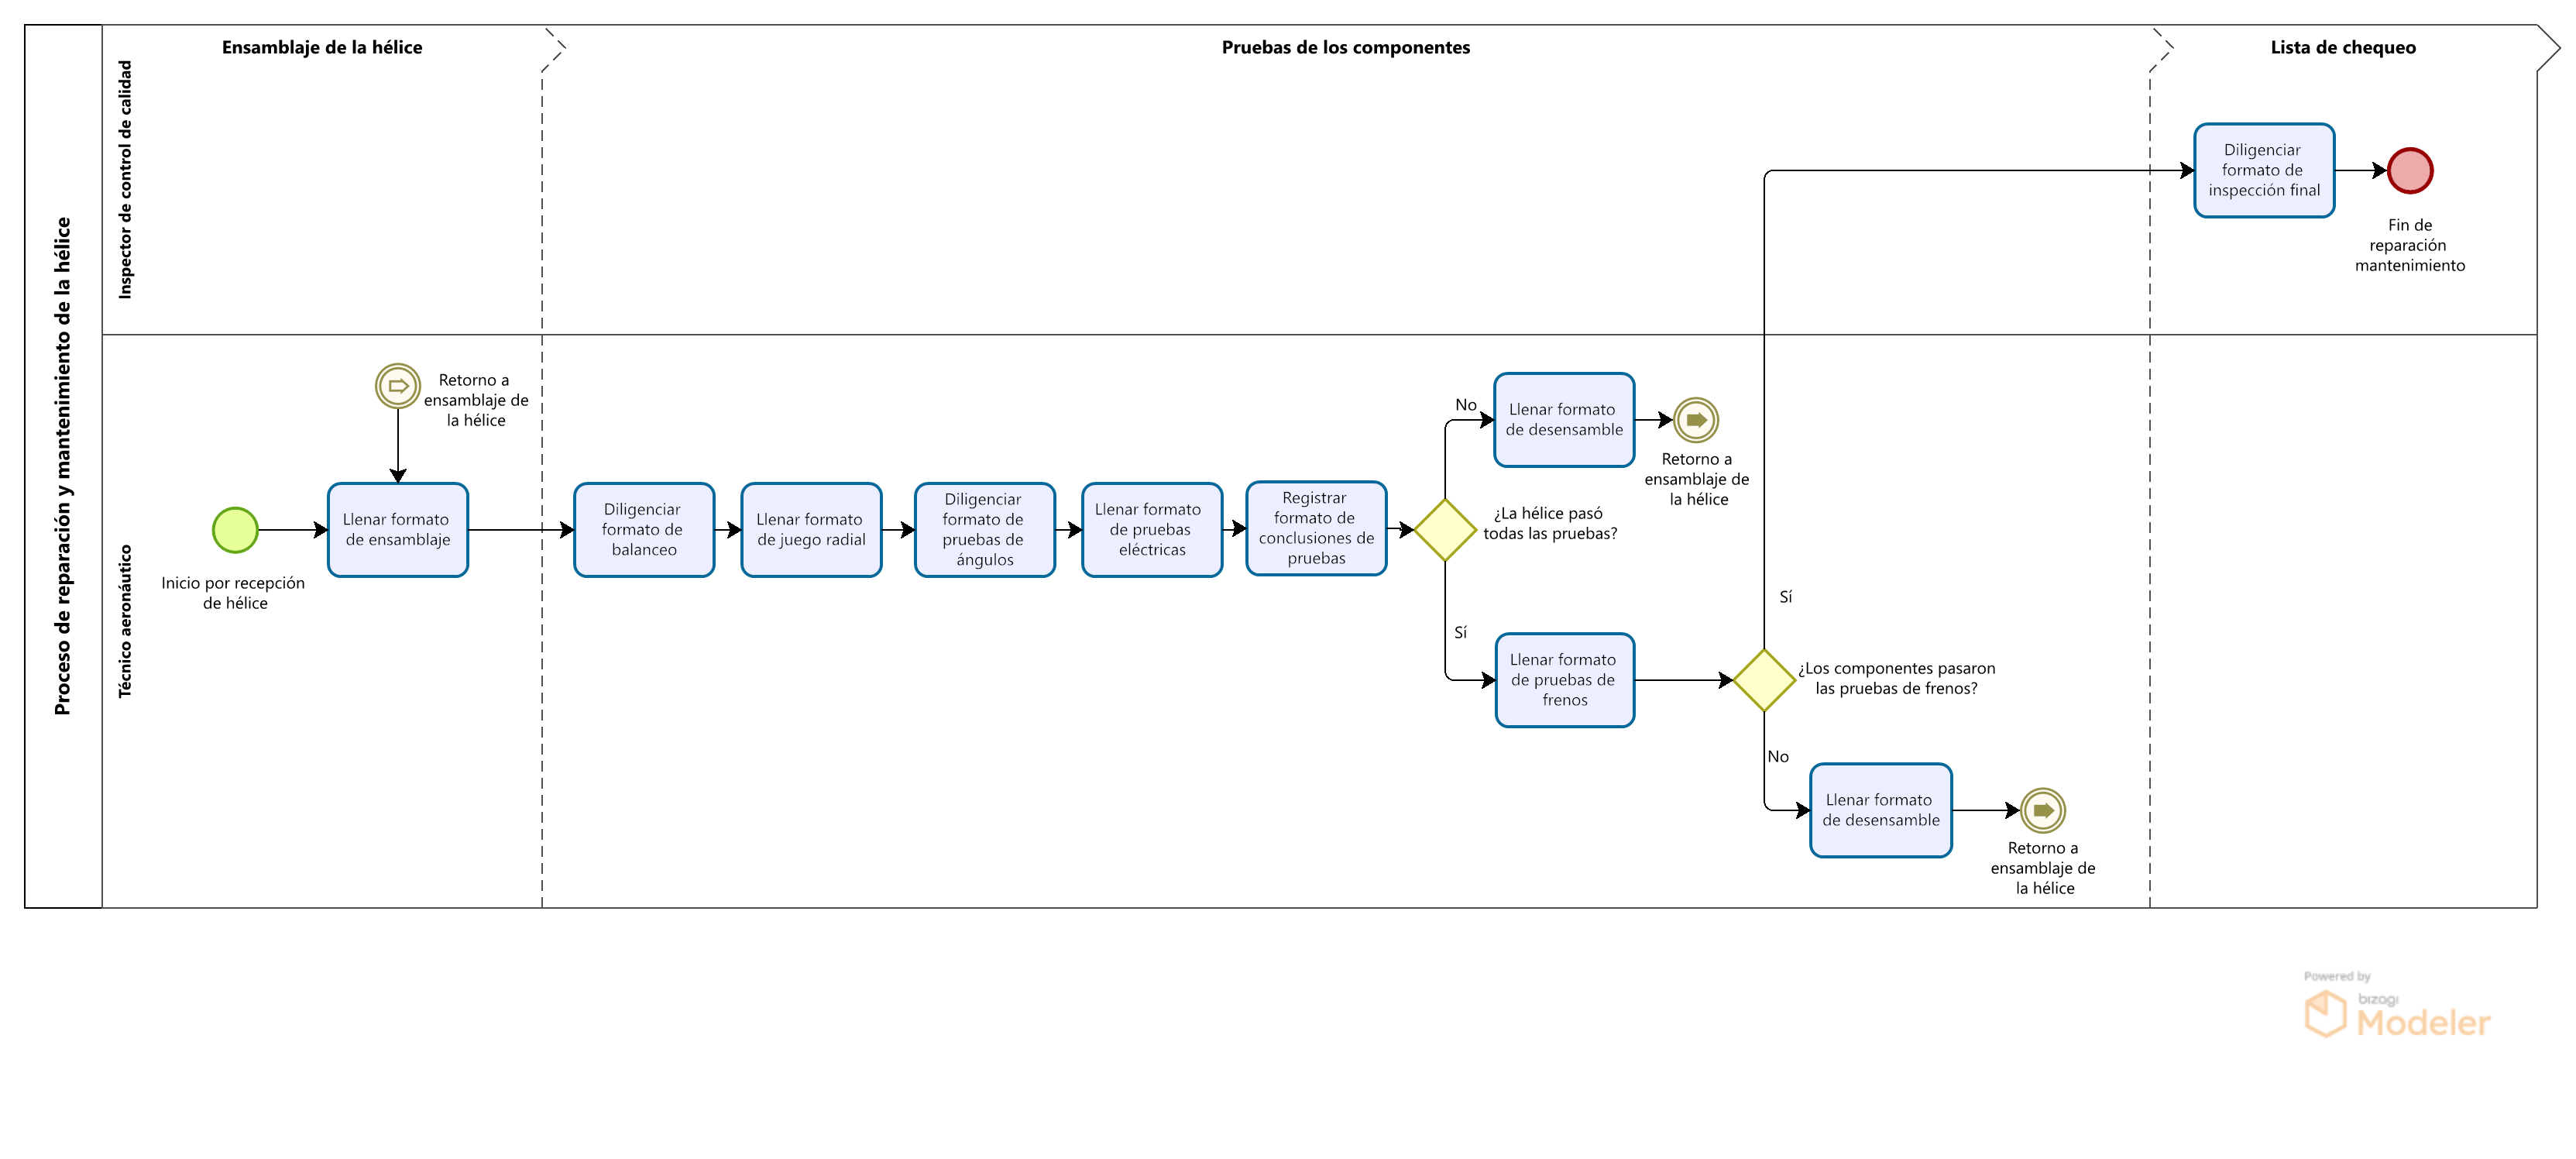 Proceso de reparación y mantenimiento de la hélice
Inspector de control de calidad
Técnico aeronáutico
Ensamblaje de la hélice
Pruebas de los componentes
Lista de chequeo
Diligenciar
formato de
inspección final
Fin de
reparación
mantenimiento
Retorno a
ensamblaje de
la hélice
Inicio por recepción
de hélice
Llenar formato
de ensamblaje
Diligenciar
formato de
balanceo
Llenar formato
de juego radial
Diligenciar
formato de
pruebas de
ángulos
Llenar formato
de pruebas
eléctricas
Registrar
formato de
conclusiones de
pruebas
¿La hélice pasó
todas las pruebas?
No
Llenar formato
de desensamble
Retorno a
ensamblaje de
la hélice
Sí
Llenar formato
de pruebas de
frenos
¿Los componentes pasaron
las pruebas de frenos?
Sí
No
Llenar formato
de desensamble
Retorno a
ensamblaje de
la hélice
Powered by
bizagi
Modeler